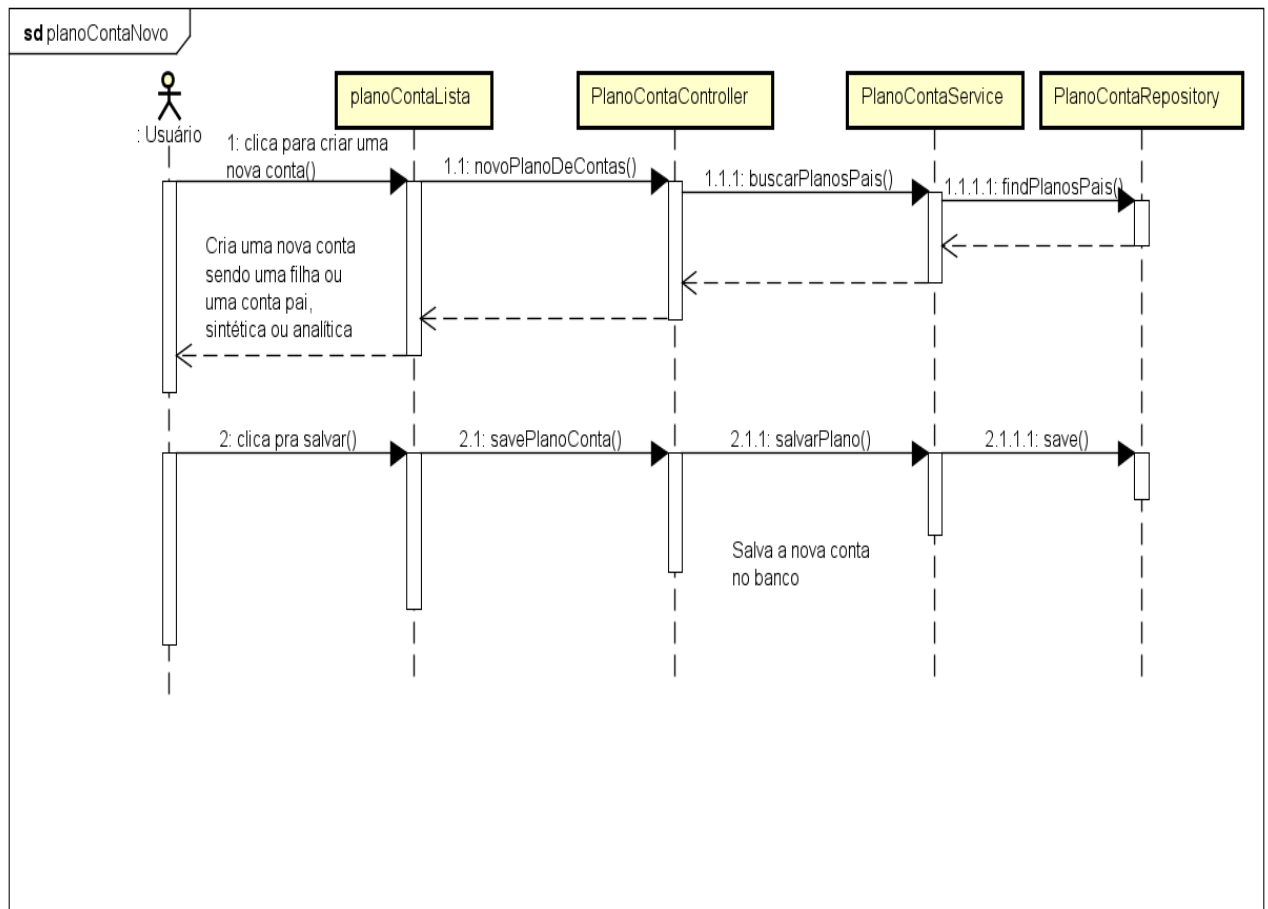 sd planoContaNovo
: Usuário
planoContaLista
PlanoContaController
PlanoContaService
PlanoContaRepository
1: clica para criar uma
nova conta()
1.1: novoPlanoDeContas()
1.1.1: buscarPlanosPais()
1.1.1.1: findPlanosPais()
Cria uma nova conta
sendo uma filha ou
uma conta pai,
sintética ou analítica
2: clica pra salvar()
2.1: savePlanoConta()
2.1.1: salvarPlano()
2.1.1.1: save()
Salva a nova conta
no banco